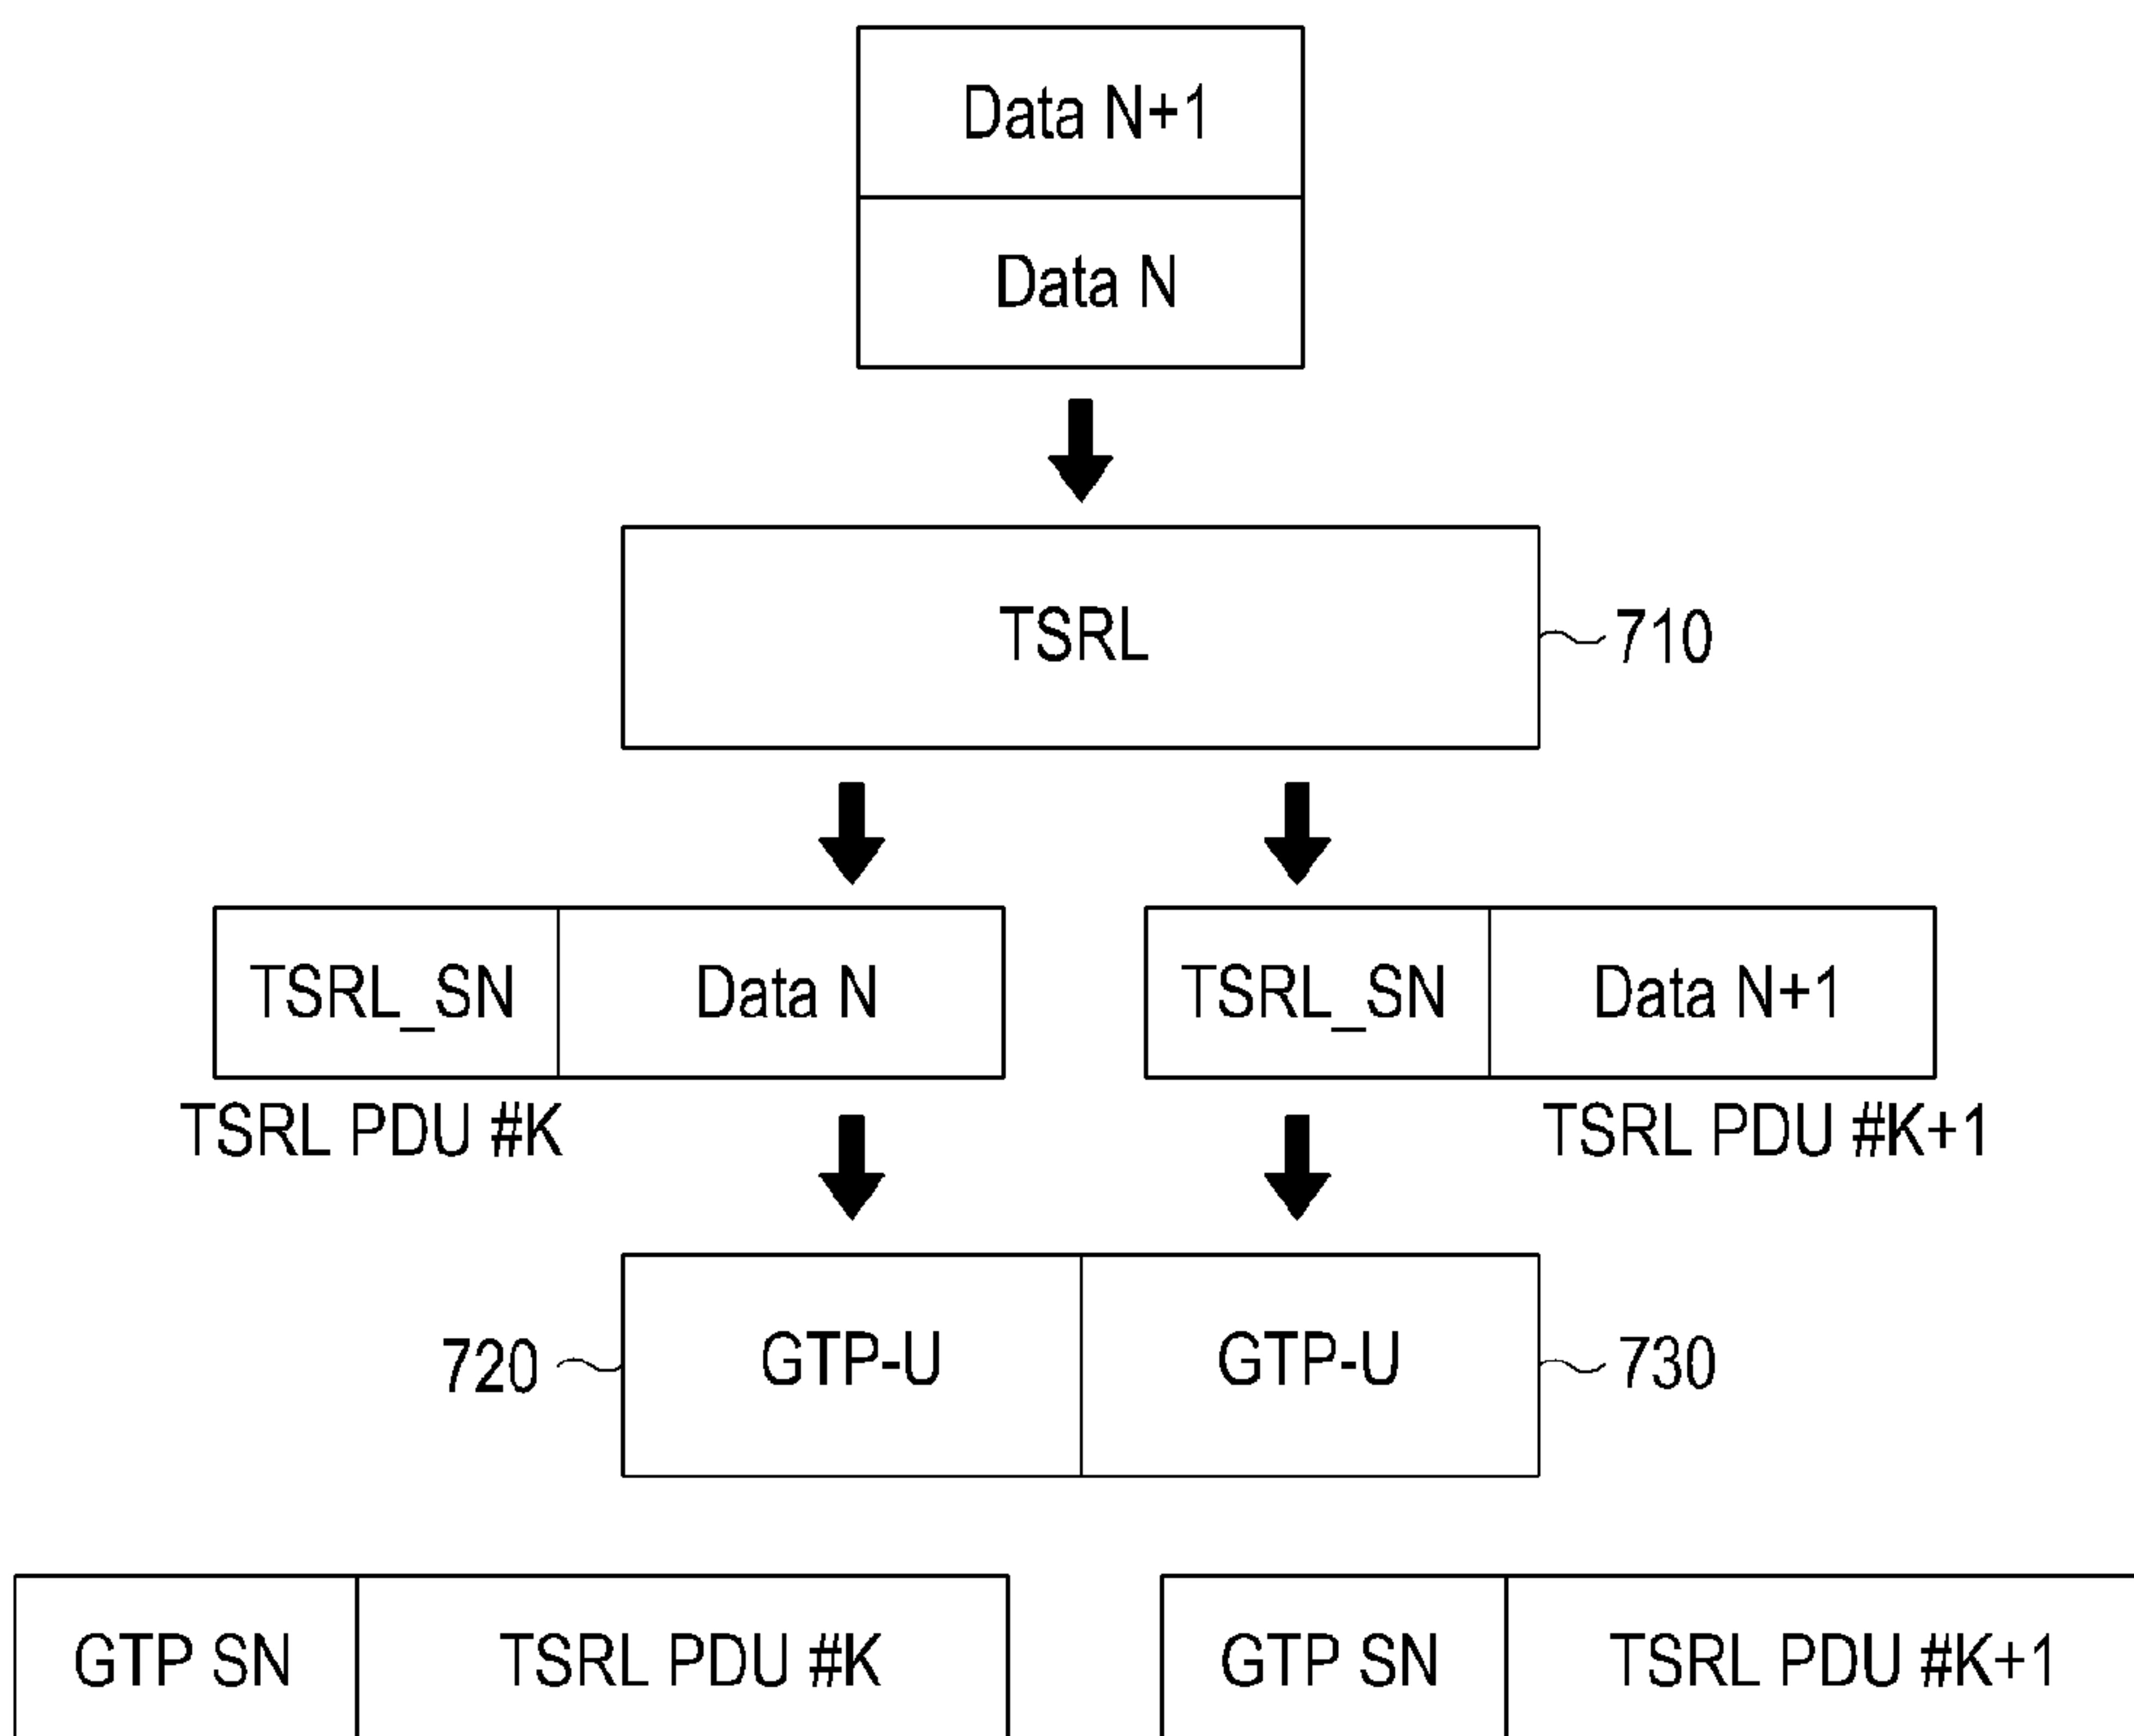 Data N+1
Data N
TSRL
710
TSRL_SN Data N
TSRL_SN Data N+1
TSRL PDU #K
TSRL PDU #K+1
720
GTP-U
GTP-U
730
GTP SN TSRL PDU #K
GTP SN TSRL PDU #K+1